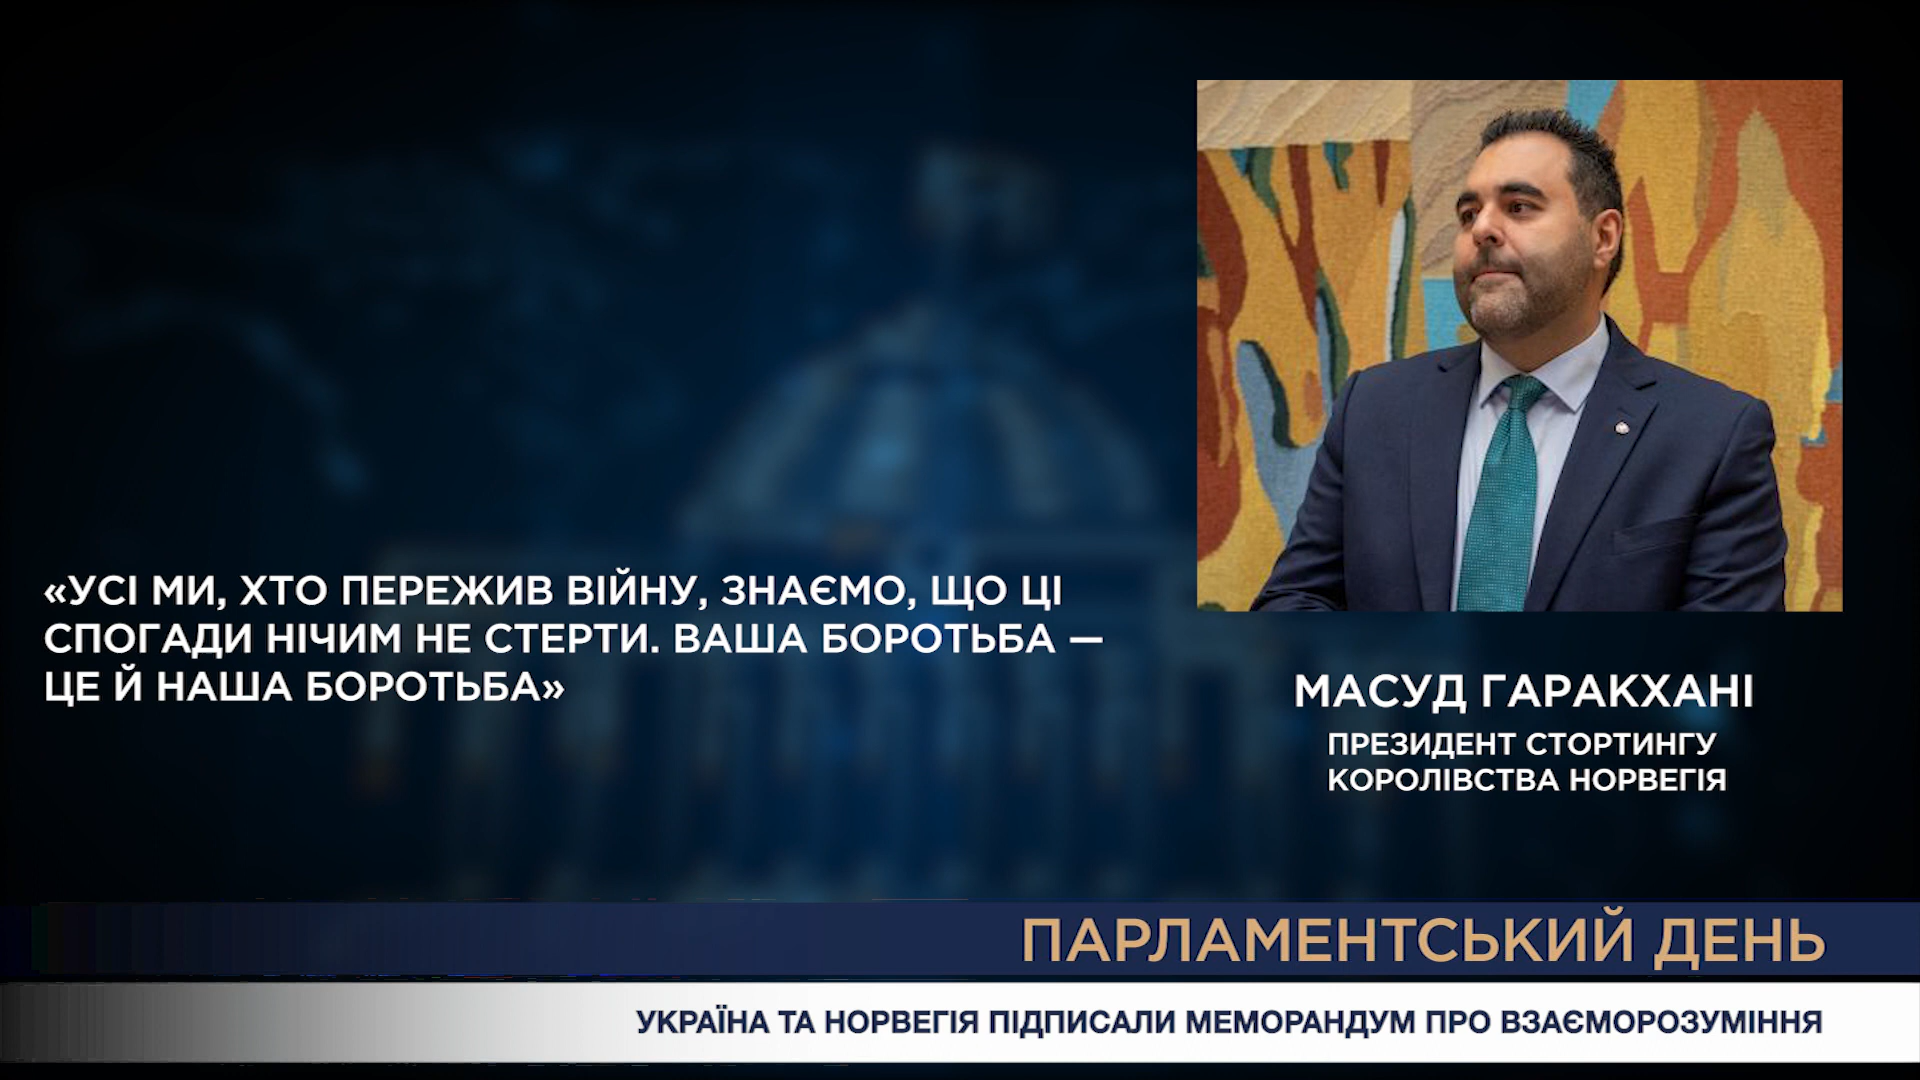 «УСІ МИ, ХТО ПЕРЕЖИВ ВІЙНУ, ЗНАЄМО, ЩО ЦІ
СПОГАДИ НІЧИМ НЕ СТЕРТИ. ВАША БОРОТЬБА —
ЦЕ Й НАША БОРОТЬБА»
МАСУД ГАРАКХАНІ
ПРЕЗИДЕНТ СТОРТИНГУ
КОРОЛІВСТВА НОРВЕГІЯ
ПАРЛАМЕНТСЬКИЙ ДЕНЬ
УКРАЇНА ТА НОРВЕГІЯ ПІДПИСАЛИ МЕМОРАНДУМ ПРО ВЗАЄМОРОЗУМІННЯ